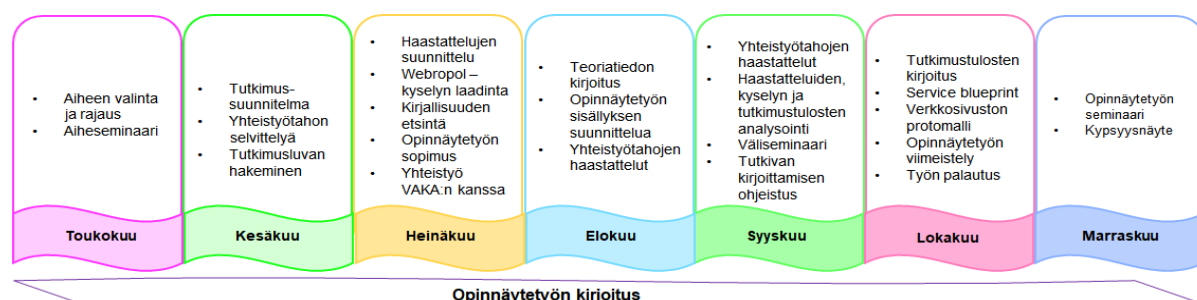 • Aiheen valinta
ja rajaus
• Aiheseminaari
Toukokuu
• Tutkimus-
suunnitelma
• Yhteistyötahon
selvittelyä
• Tutkimusluvan
hakeminen
Kesäkuu
• Haastattelujen
suunnittelu
• Webropol –
kyselyn laadinta
• Kirjallisuuden
etsintä
• Opinnäytetyön
sopimus
• Yhteistyö
VAKA:n kanssa
Heinäkuu
• Teoriatiedon
kirjoitus
• Opinnäytetyön
sisällyksen
suunnittelua
• Yhteistyötahojen
haastattelut
Elokuu
• Yhteistyötahojen
haastattelut
• Haastatteluiden,
kyselyn ja
tutkimustulosten
analysointi
• Väliseminaari
• Tutkivan
kirjoittamisen
ohjeistus
Syyskuu
• Tutkimustulosten
kirjoitus
• Service blueprint
• Verkkosivuston
protomalli
• Opinnäytetyön
viimeistely
• Työn palautus
Lokakuu
• Opinnäytetyön
seminaari
• Kypsyysnäyte
Marraskuu
Opinnäytetyön kirjoitus